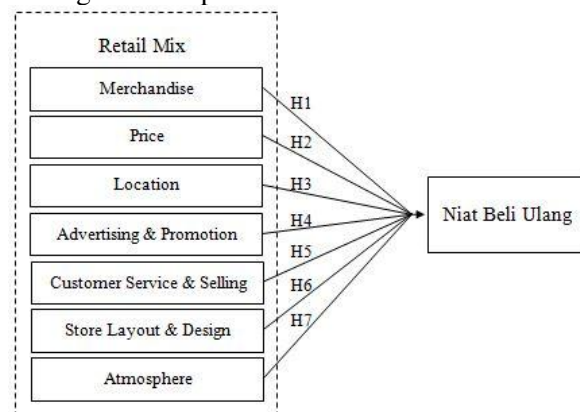 Retail Mix
Merchandise
H1
Price
H2
Location
H3
Niat Beli Ulang
Advertising & Promotion
H4
Customer Service & Selling
H5
Store Layout & Design
H6
H7
Atmosphere